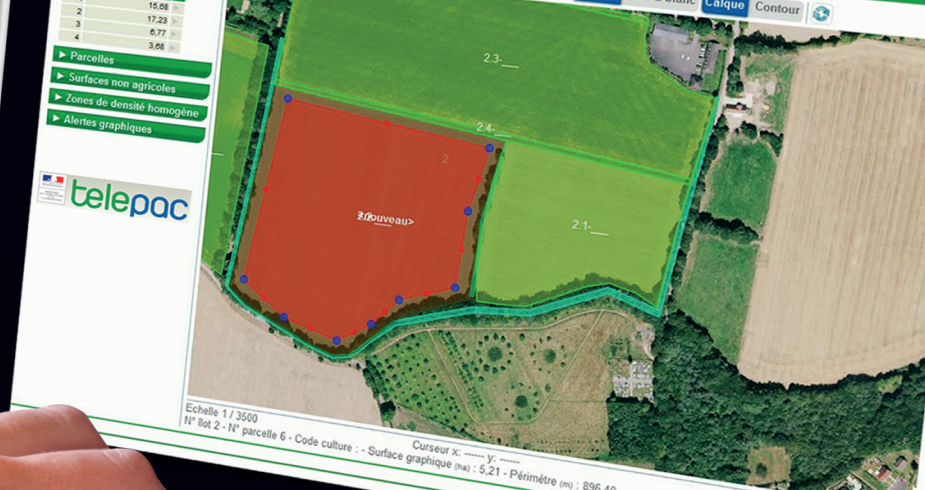 Calque
Contour
15,68
2 17,23
3 6,77
4 3,68
Parcelles
Surfaces non agricoles
Zones de densité homogène
Alertes graphiques
telepac
2.3-
2.4-
2
2.1-
Echelle 1 / 3500
Curseur x: ------ y: ------
N° îlot 2 - N° parcelle 6 - Code culture : - Surface graphique (ha) : 5,21 - Périmètre (m) : 896,40